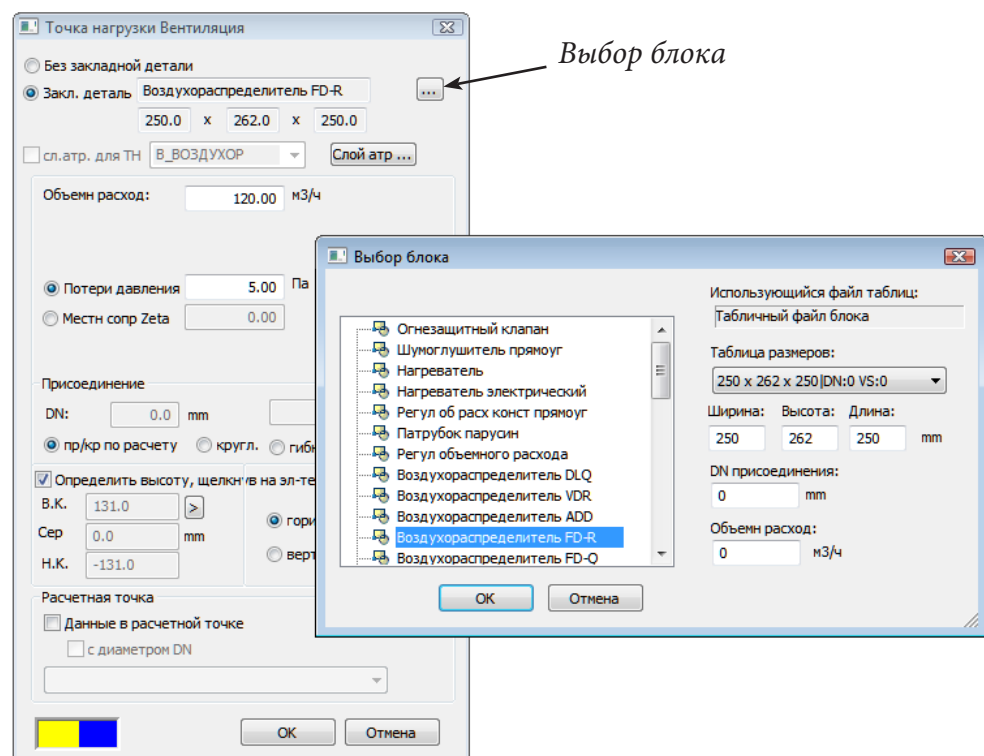 Точка нагрузки Вентиляция
Выбор блока
Без закладной детали
Закл. деталь Воздухораспределитель FD-R ...
250.0 x 262.0 x 250.0
сл.атр. для ТН В_ВОЗДУХОР Слой атр ...
Объемн расход: 120.00 м3/ч
Потери давления 5.00 Па
Местн сопр Zeta 0.00
Присоединение
DN: 0.0 mm
пр/кр по расчету кругл. гибк
Определить высоту, щелкнув на эл-те
В.К. 131.0 >
Сер 0.0 mm гори
Н.К. -131.0 верт
Расчетная точка
Данные в расчетной точке
с диаметром DN
ОК Отмена
Выбор блока
Огнезащитный клапан
Шумоглушитель прямоуг
Нагреватель
Нагреватель электрический
Регул об расх конст прямоуг
Патрубок парусин
Регул объемного расхода
Воздухораспределитель DLQ
Воздухораспределитель VDR
Воздухораспределитель ADD
Воздухораспределитель FD-R
Воздухораспределитель FD-Q
Использующийся файл таблиц:
Табличный файл блока
Таблица размеров:
250 x 262 x 250|DN:0 VS:0
Ширина: Высота: Длина:
250 262 250 mm
DN присоединения:
0 mm
Объемн расход:
0 м3/ч
ОК Отмена